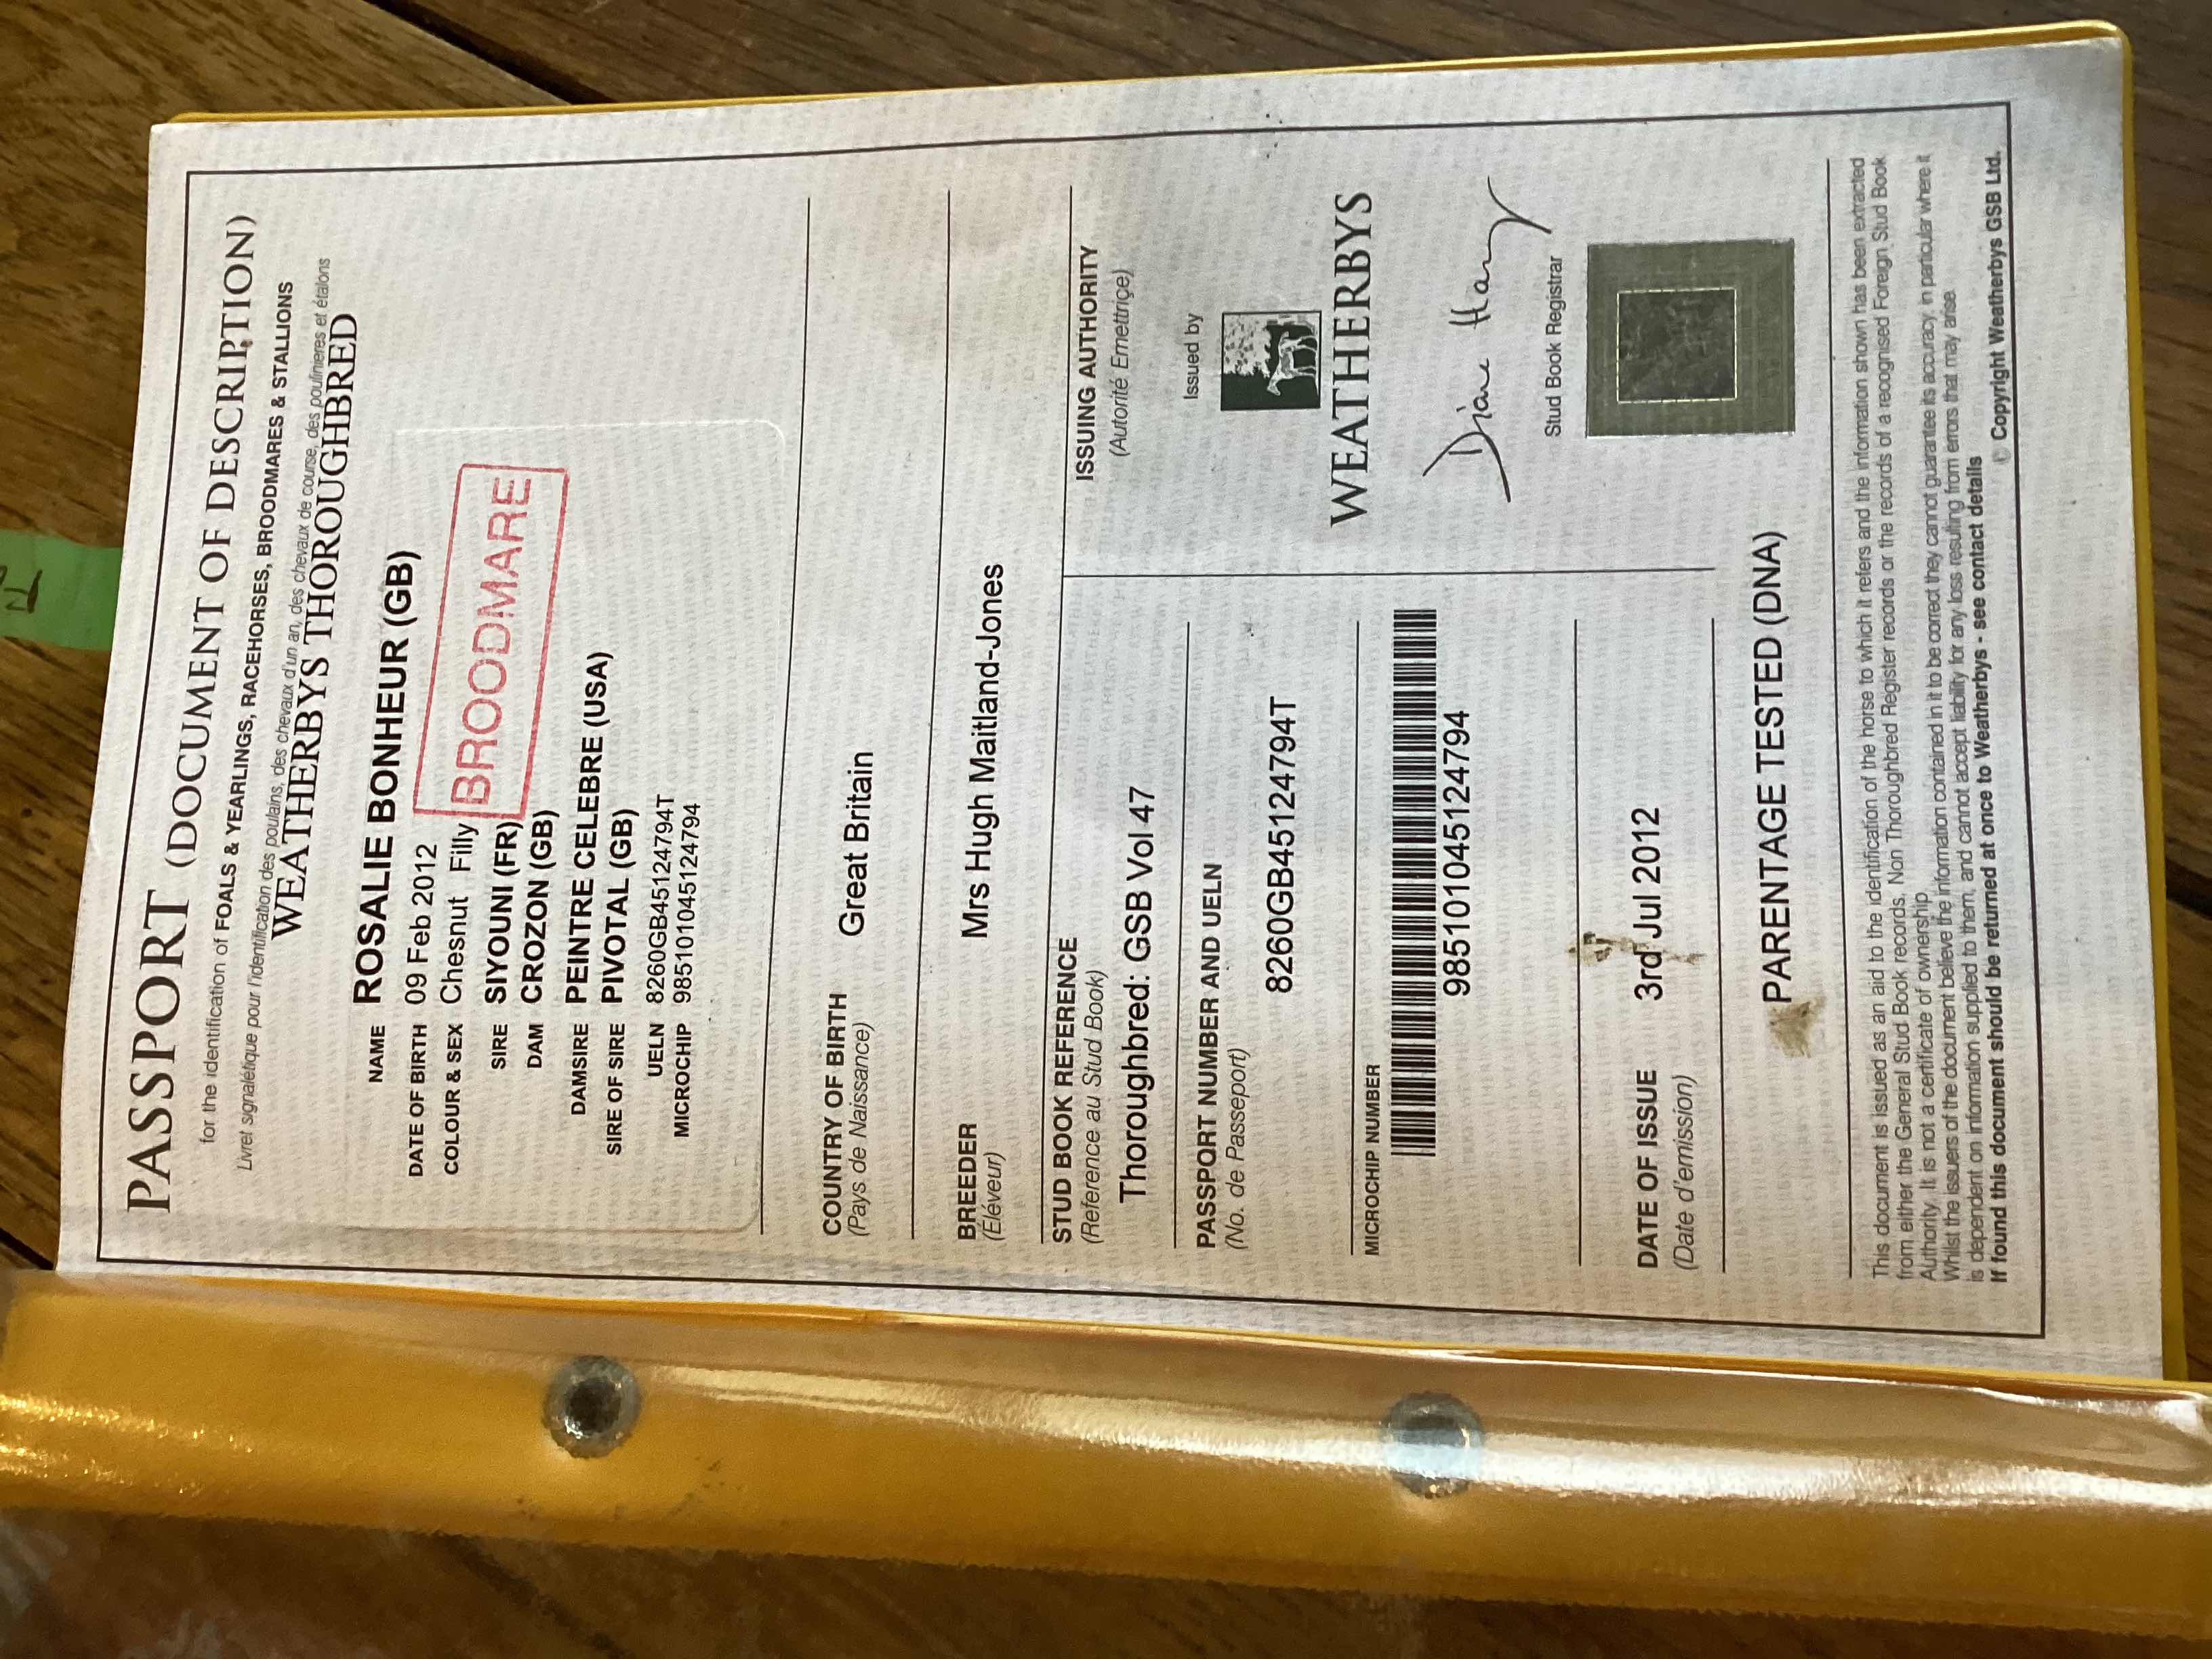 PASSPORT (DOCUMENT OF DESCRIPTION)
for the identification of FOALS & YEARLINGS, RACEHORSES, BROODMARES & STALLIONS
Livret signalétique pour l'identification des poulains, des chevaux d'un an, des chevaux de course, des poulinieres et étalons
WEATHERBYS THOROUGHBRED
NAME ROSALIE BONHEUR (GB)
DATE OF BIRTH 09 Feb 2012
COLOUR & SEX Chesnut Filly
BROODMARE
SIRE SIYOUNI (FR)
DAM CROZON (GB)
DAMSIRE PEINTRE CELEBRE (USA)
SIRE OF SIRE PIVOTAL (GB)
UELN 8260GB45124794T
MICROCHIP 985101045124794
COUNTRY OF BIRTH Great Britain
(Pays de Naissance)
BREEDER Mrs Hugh Maitland-Jones
(Éléveur)
STUD BOOK REFERENCE
(Reference au Stud Book)
Thoroughbred: GSB Vol 47
PASSPORT NUMBER AND UELN
(No. de Passeport)
8260GB45124794T
MICROCHIP NUMBER
985101045124794
DATE OF ISSUE 3rd Jul 2012
(Date d'emission)
PARENTAGE TESTED (DNA)
ISSUING AUTHORITY
(Autorité Emettriçe)
Issued by
WEATHERBYS
Stud Book Registrar
This document is issued as an aid to the identification of the horse to which it refers and the information shown has been extracted
from either the General Stud Book records, Non Thoroughbred Register records or the records of a recognised Foreign Stud Book
Authority. It is not a certificate of ownership
Whilst the issuers of the document believe the information contained in it to be correct they cannot guarantee its accuracy, in particular where it
is dependent on information supplied to them, and cannot accept liability for any loss resulting from errors that may arise.
If found this document should be returned at once to Weatherbys - see contact details
© Copyright Weatherbys GSB Ltd.